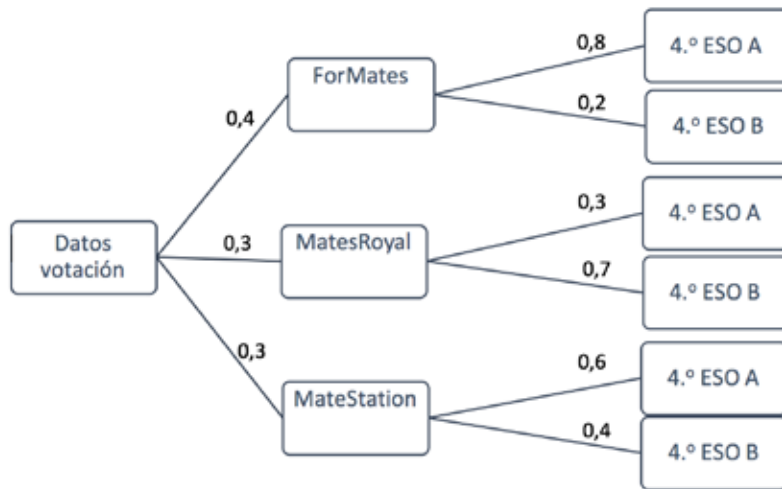 0,8
4.º ESO A
ForMates
0,4
0,2
4.º ESO B
Datos
votación
0,3
MatesRoyal
0,3
4.º ESO A
0,7
4.º ESO B
0,3
MateStation
0,6
4.º ESO A
0,4
4.º ESO B